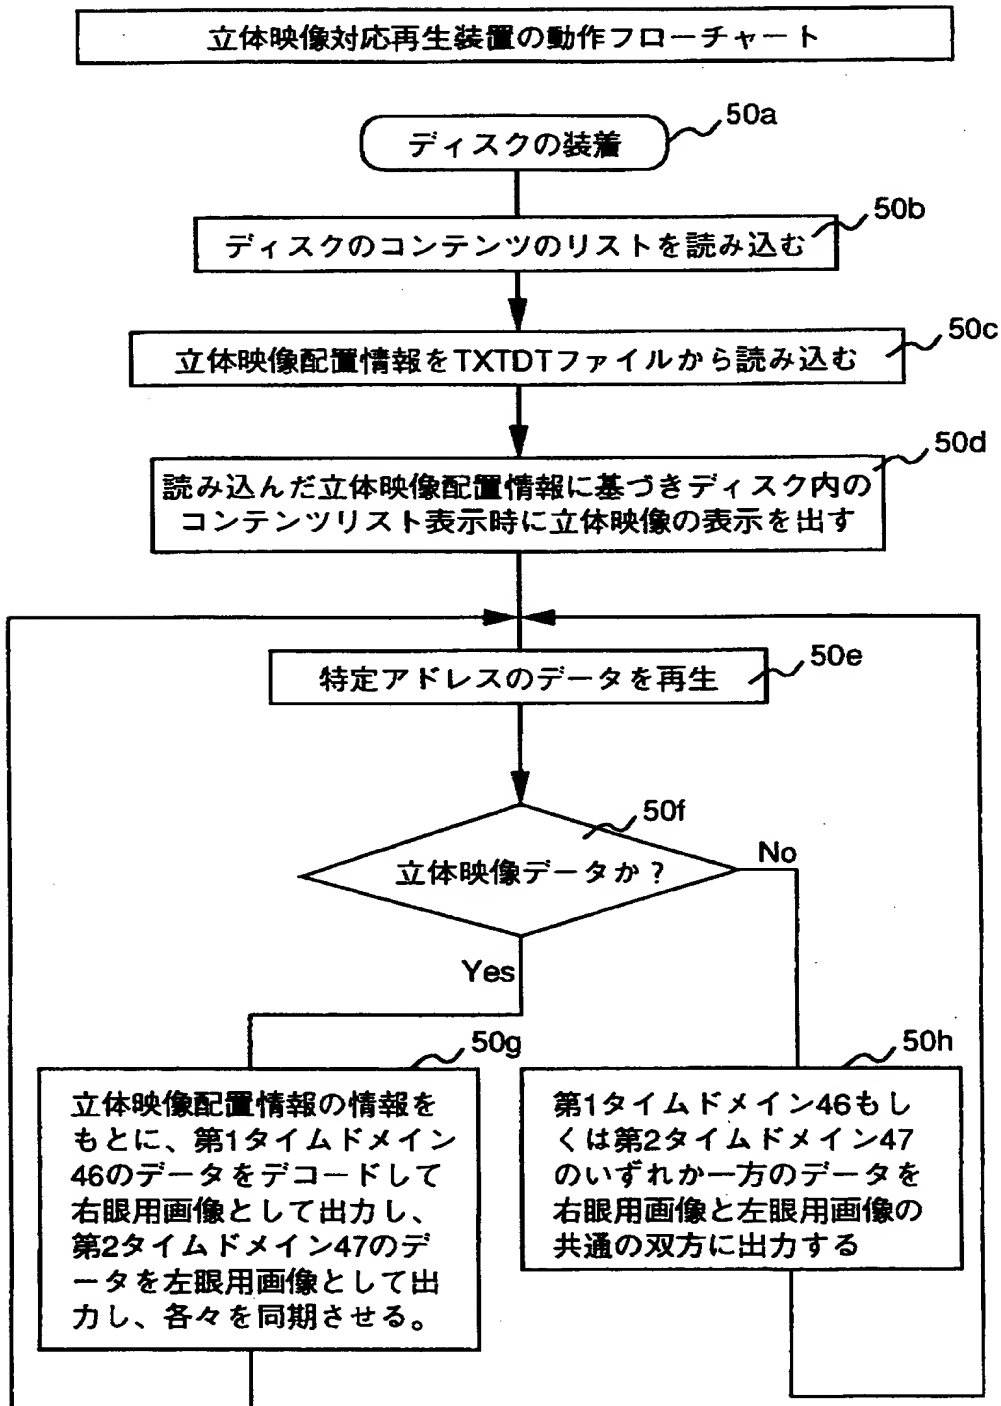 立体映像対応再生装置の動作フローチャート
50a
ディスクの装着
50b
ディスクのコンテンツのリストを読み込む
50c
立体映像配置情報をTXTDTファイルから読み込む
50d
読み込んだ立体映像配置情報に基づきディスク内の
コンテンツリスト表示時に立体映像の表示を出す
50e
特定アドレスのデータを再生
50f
立体映像データか?
No
Yes
50g
立体映像配置情報の情報を
もとに、第1タイムドメイン
46のデータをデコードして
右眼用画像として出力し、
第2タイムドメイン47のデ
ータを左眼用画像として出
力し、各々を同期させる。
50h
第1タイムドメイン46もし
くは第2タイムドメイン47
のいずれか一方のデータを
右眼用画像と左眼用画像の
共通の双方に出力する